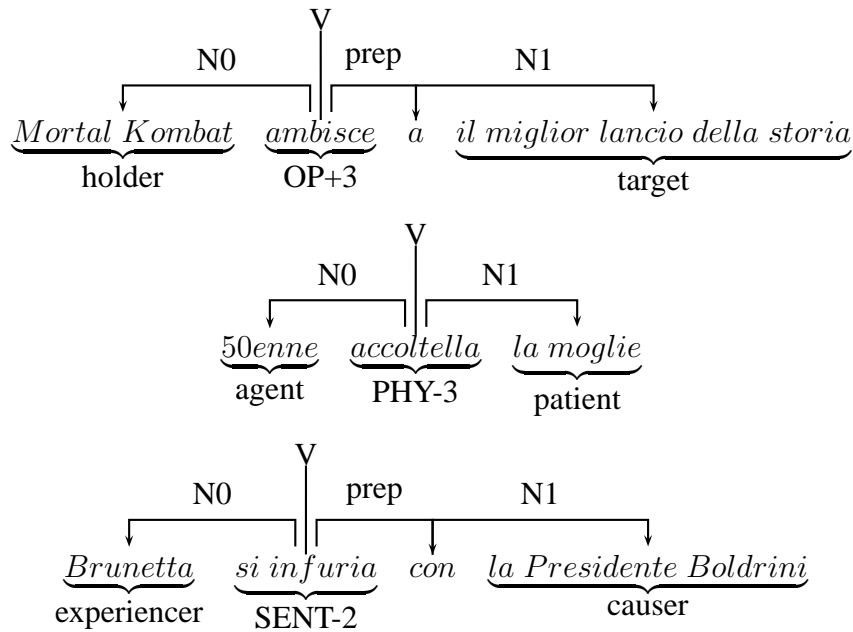 V
N0 prep N1
Mortal Kombat ambisce a il miglior lancio della storia
holder OP+3 target
V
N0 N1
50enne accoltella la moglie
agent PHY-3 patient
V
N0 prep N1
Brunetta si infuria con la Presidente Boldrini
experiencer SENT-2 causer